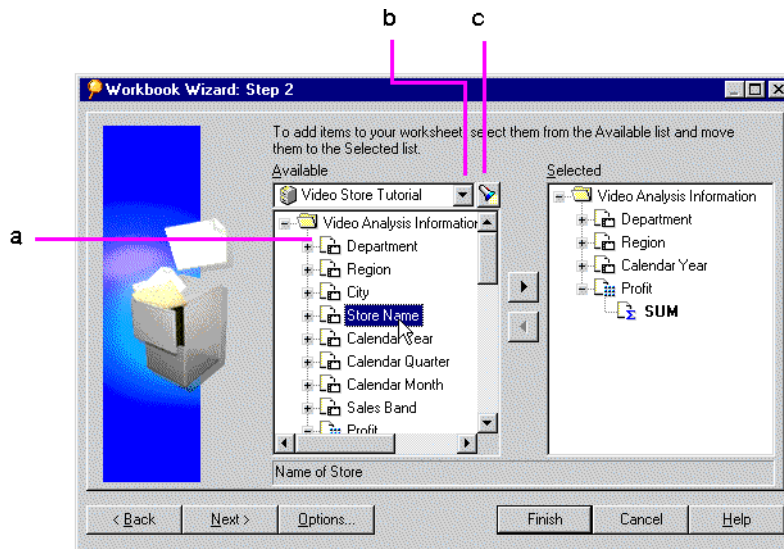 b c
Workbook Wizard: Step 2
To add items to your worksheet, select them from the Available list and move
them to the Selected list.
Available
Selected
Video Store Tutorial
Video Analysis Information
Video Analysis Information
a
Department
Department
Region
Region
City
Calendar Year
Store Name
Profit
Calendar Year
SUM
Calendar Quarter
Calendar Month
Sales Band
Profit
Name of Store
< Back Next > Options... Finish Cancel Help